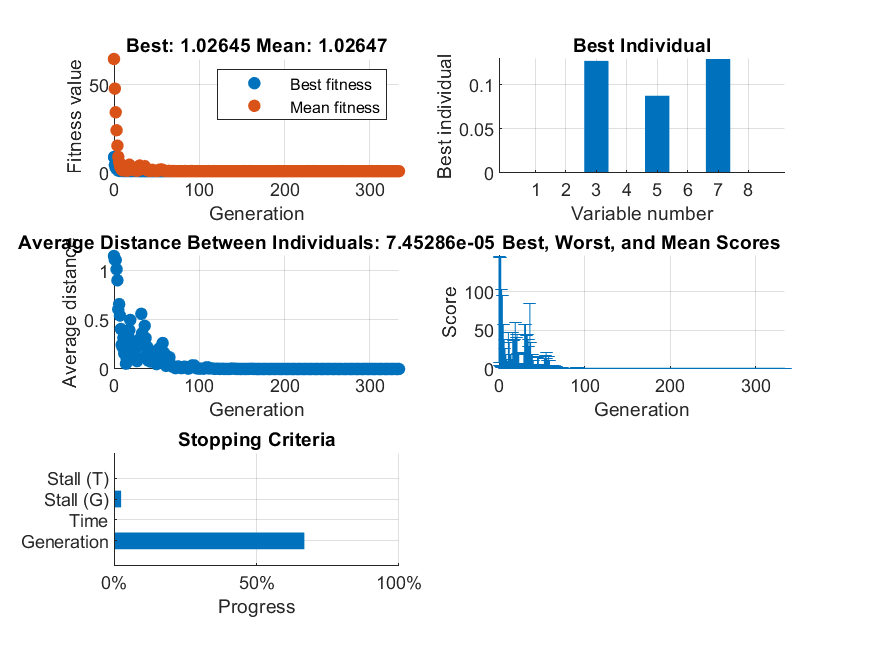 Best: 1.02645 Mean: 1.02647
Fitness value
50
0
Best fitness
Mean fitness
0 100 200 300
Generation
Best Individual
Best individual
0.1
0.05
0
1 2 3 4 5 6 7 8
Variable number
Average Distance Between Individuals: 7.45286e-05
Average distance
1
0.5
0
0 100 200 300
Generation
Best, Worst, and Mean Scores
Score
100
50
0
0 100 200 300
Generation
Stopping Criteria
Stall (T)
Stall (G)
Time
Generation
0% 50% 100%
Progress